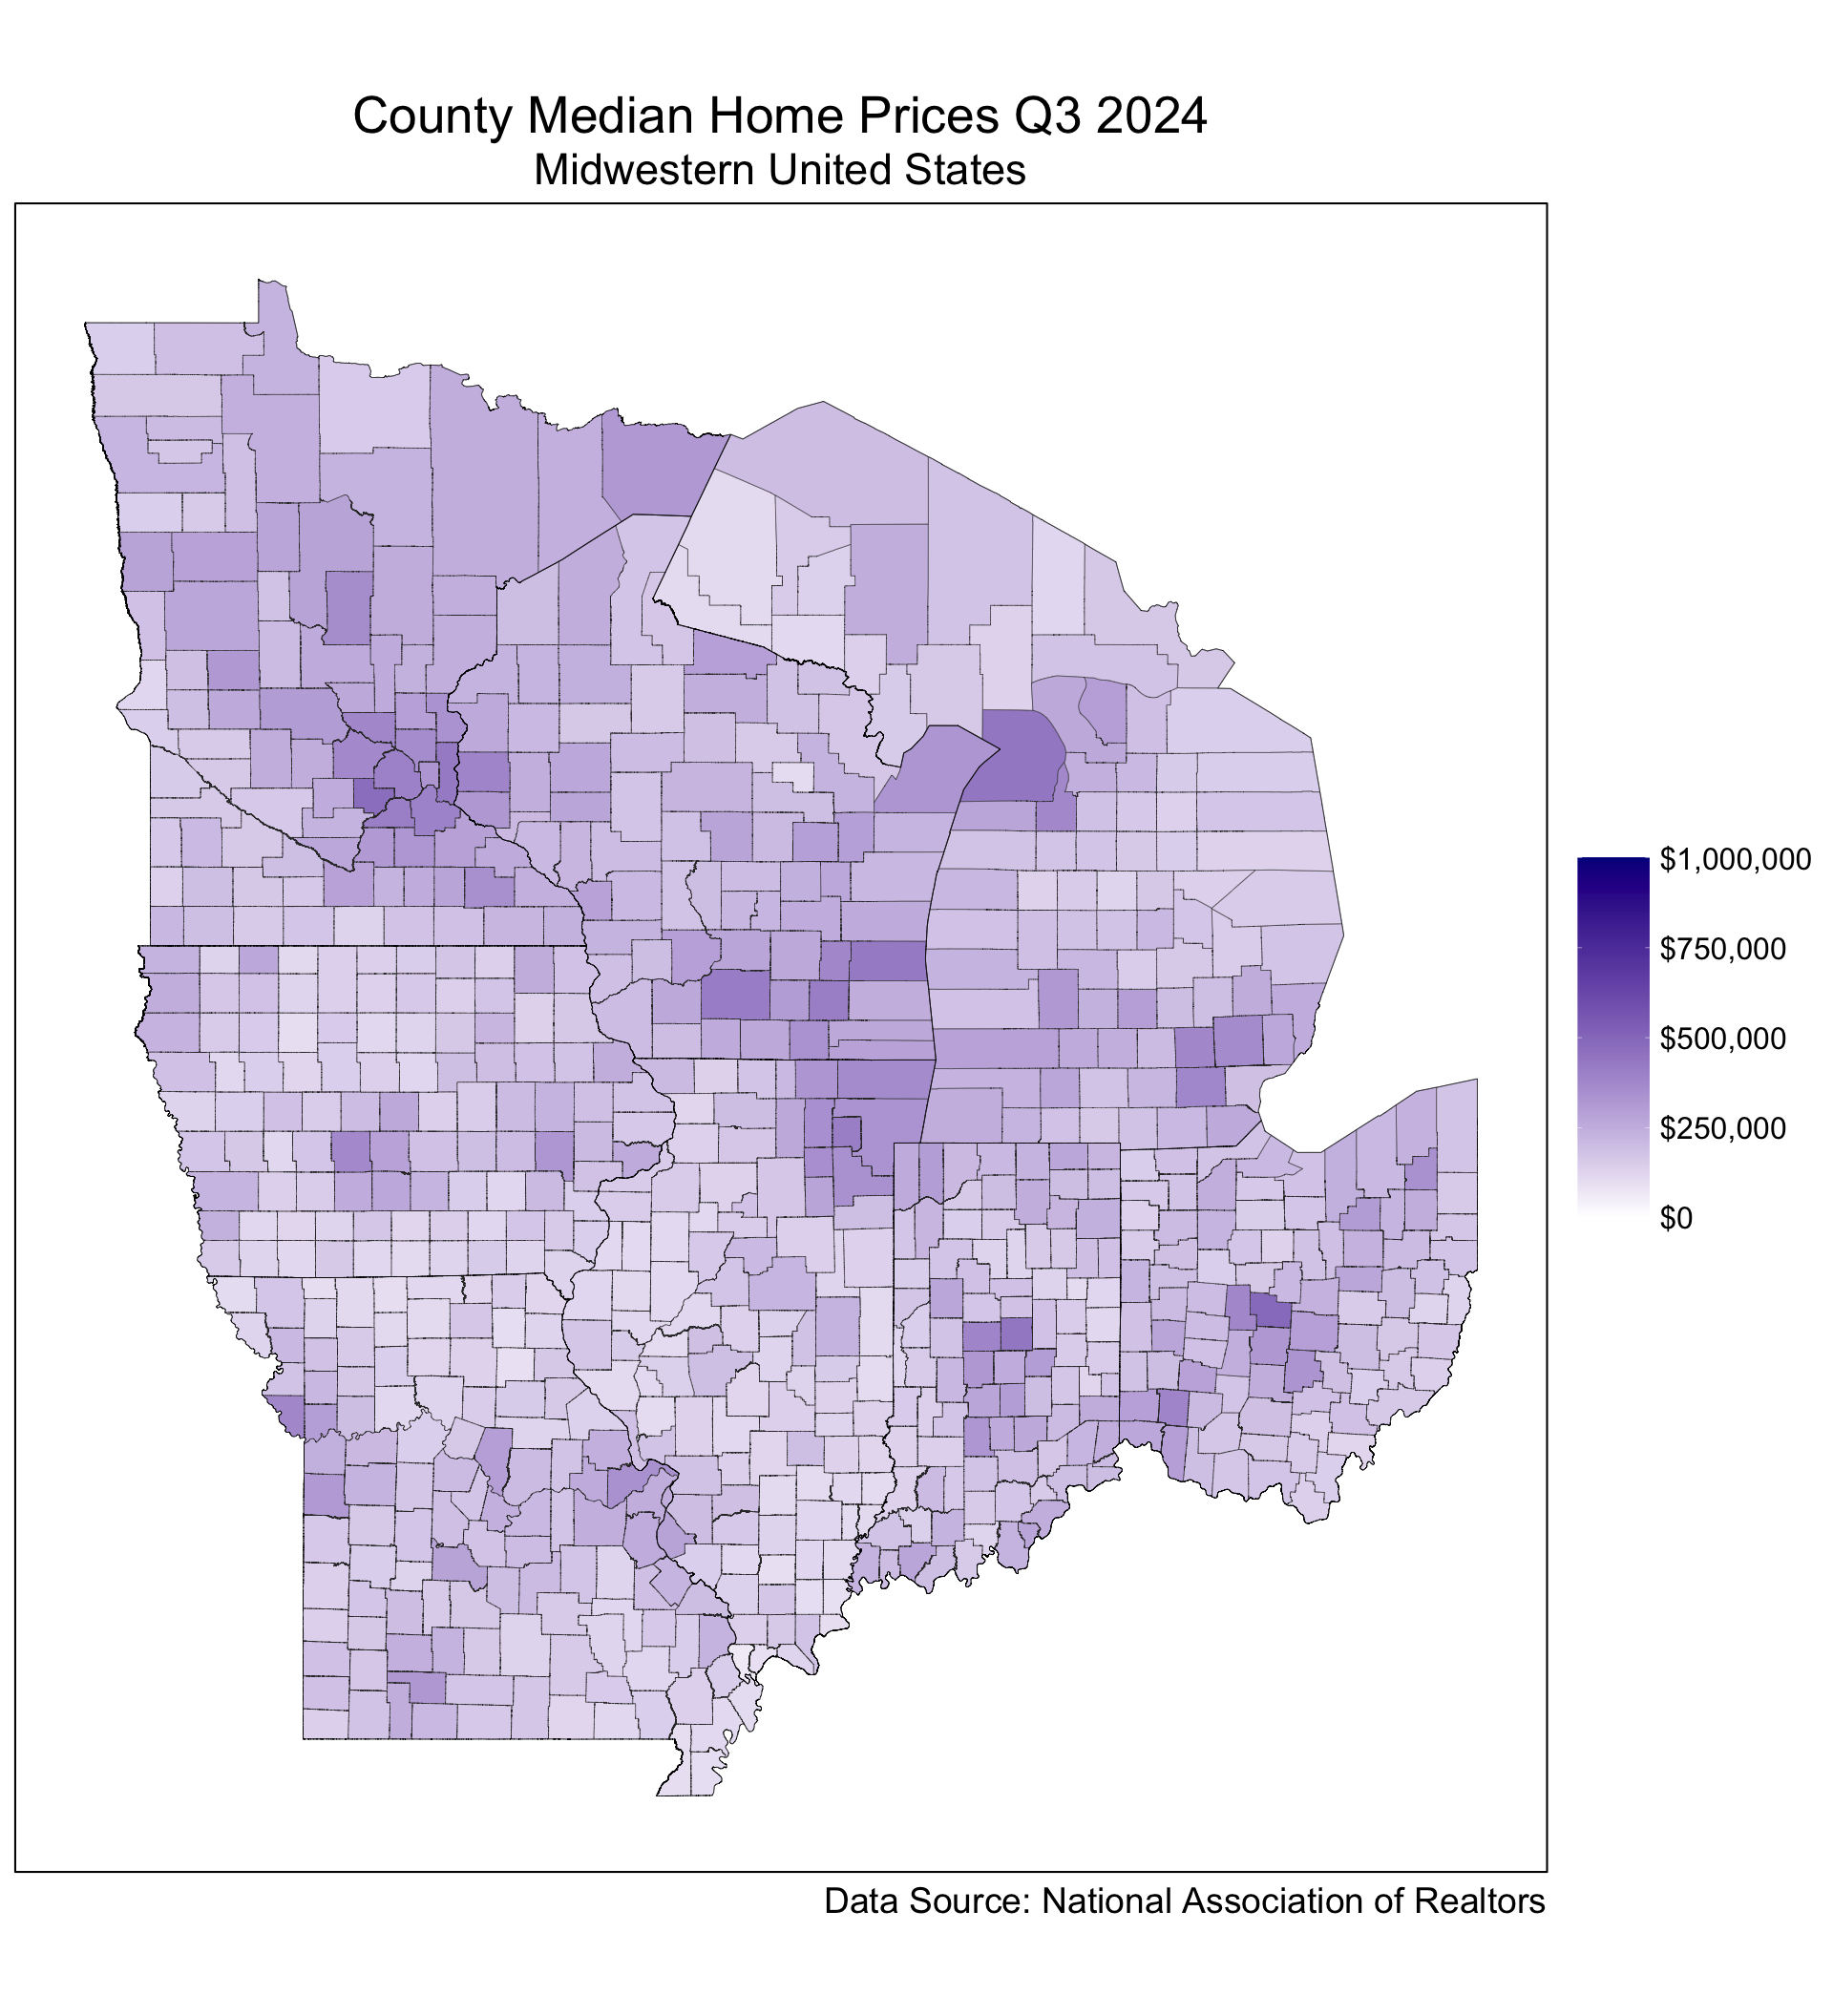 County Median Home Prices Q3 2024
Midwestern United States
$1,000,000
$750,000
$500,000
$250,000
$0
Data Source: National Association of Realtors